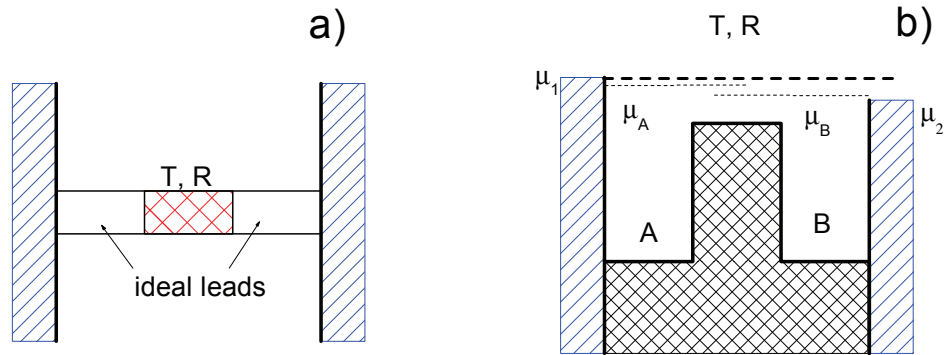 a)
T, R
ideal leads
T, R
b)
μ1
μA
μB
μ2
A
B